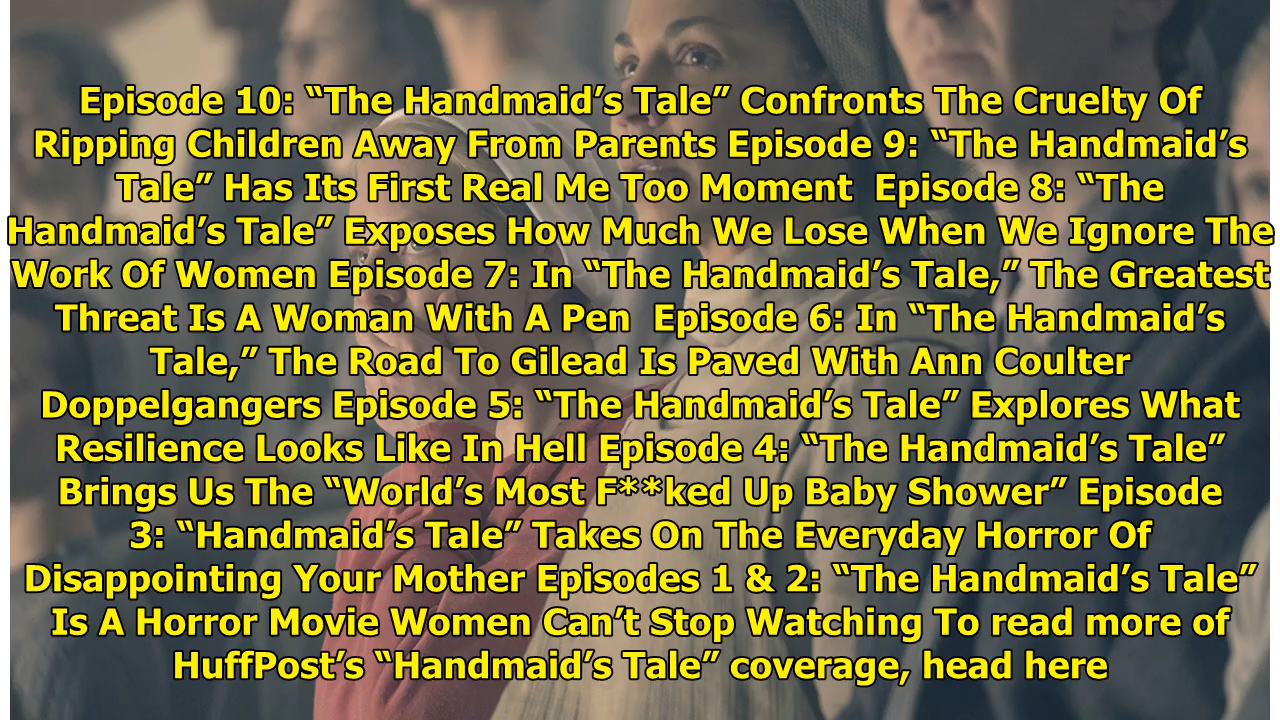 Episode 10: “The Handmaid’s Tale” Confronts The Cruelty Of
Ripping Children Away From Parents Episode 9: “The Handmaid’s
Tale” Has Its First Real Me Too Moment  Episode 8: “The
Handmaid’s Tale” Exposes How Much We Lose When We Ignore The
Work Of Women Episode 7: In “The Handmaid’s Tale,” The Greatest
Threat Is A Woman With A Pen  Episode 6: In “The Handmaid’s
Tale,” The Road To Gilead Is Paved With Ann Coulter
Doppelgangers Episode 5: “The Handmaid’s Tale” Explores What
Resilience Looks Like In Hell Episode 4: “The Handmaid’s Tale”
Brings Us The “World’s Most F**ked Up Baby Shower” Episode
3: “Handmaid’s Tale” Takes On The Everyday Horror Of
Disappointing Your Mother Episodes 1 & 2: “The Handmaid’s Tale”
Is A Horror Movie Women Can’t Stop Watching To read more of
HuffPost’s “Handmaid’s Tale” coverage, head here